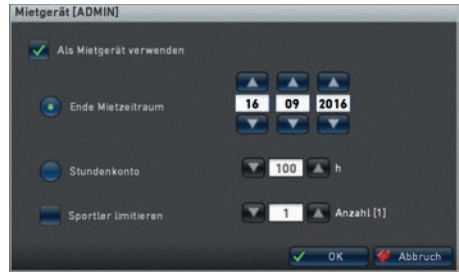 Mietgerät [ADMIN]
Als Mietgerät verwenden
Ende Mietzeitraum 16 09 2016
Stundenkonto 100 h
Sportler limitieren 1 Anzahl [1]
OK Abbruch